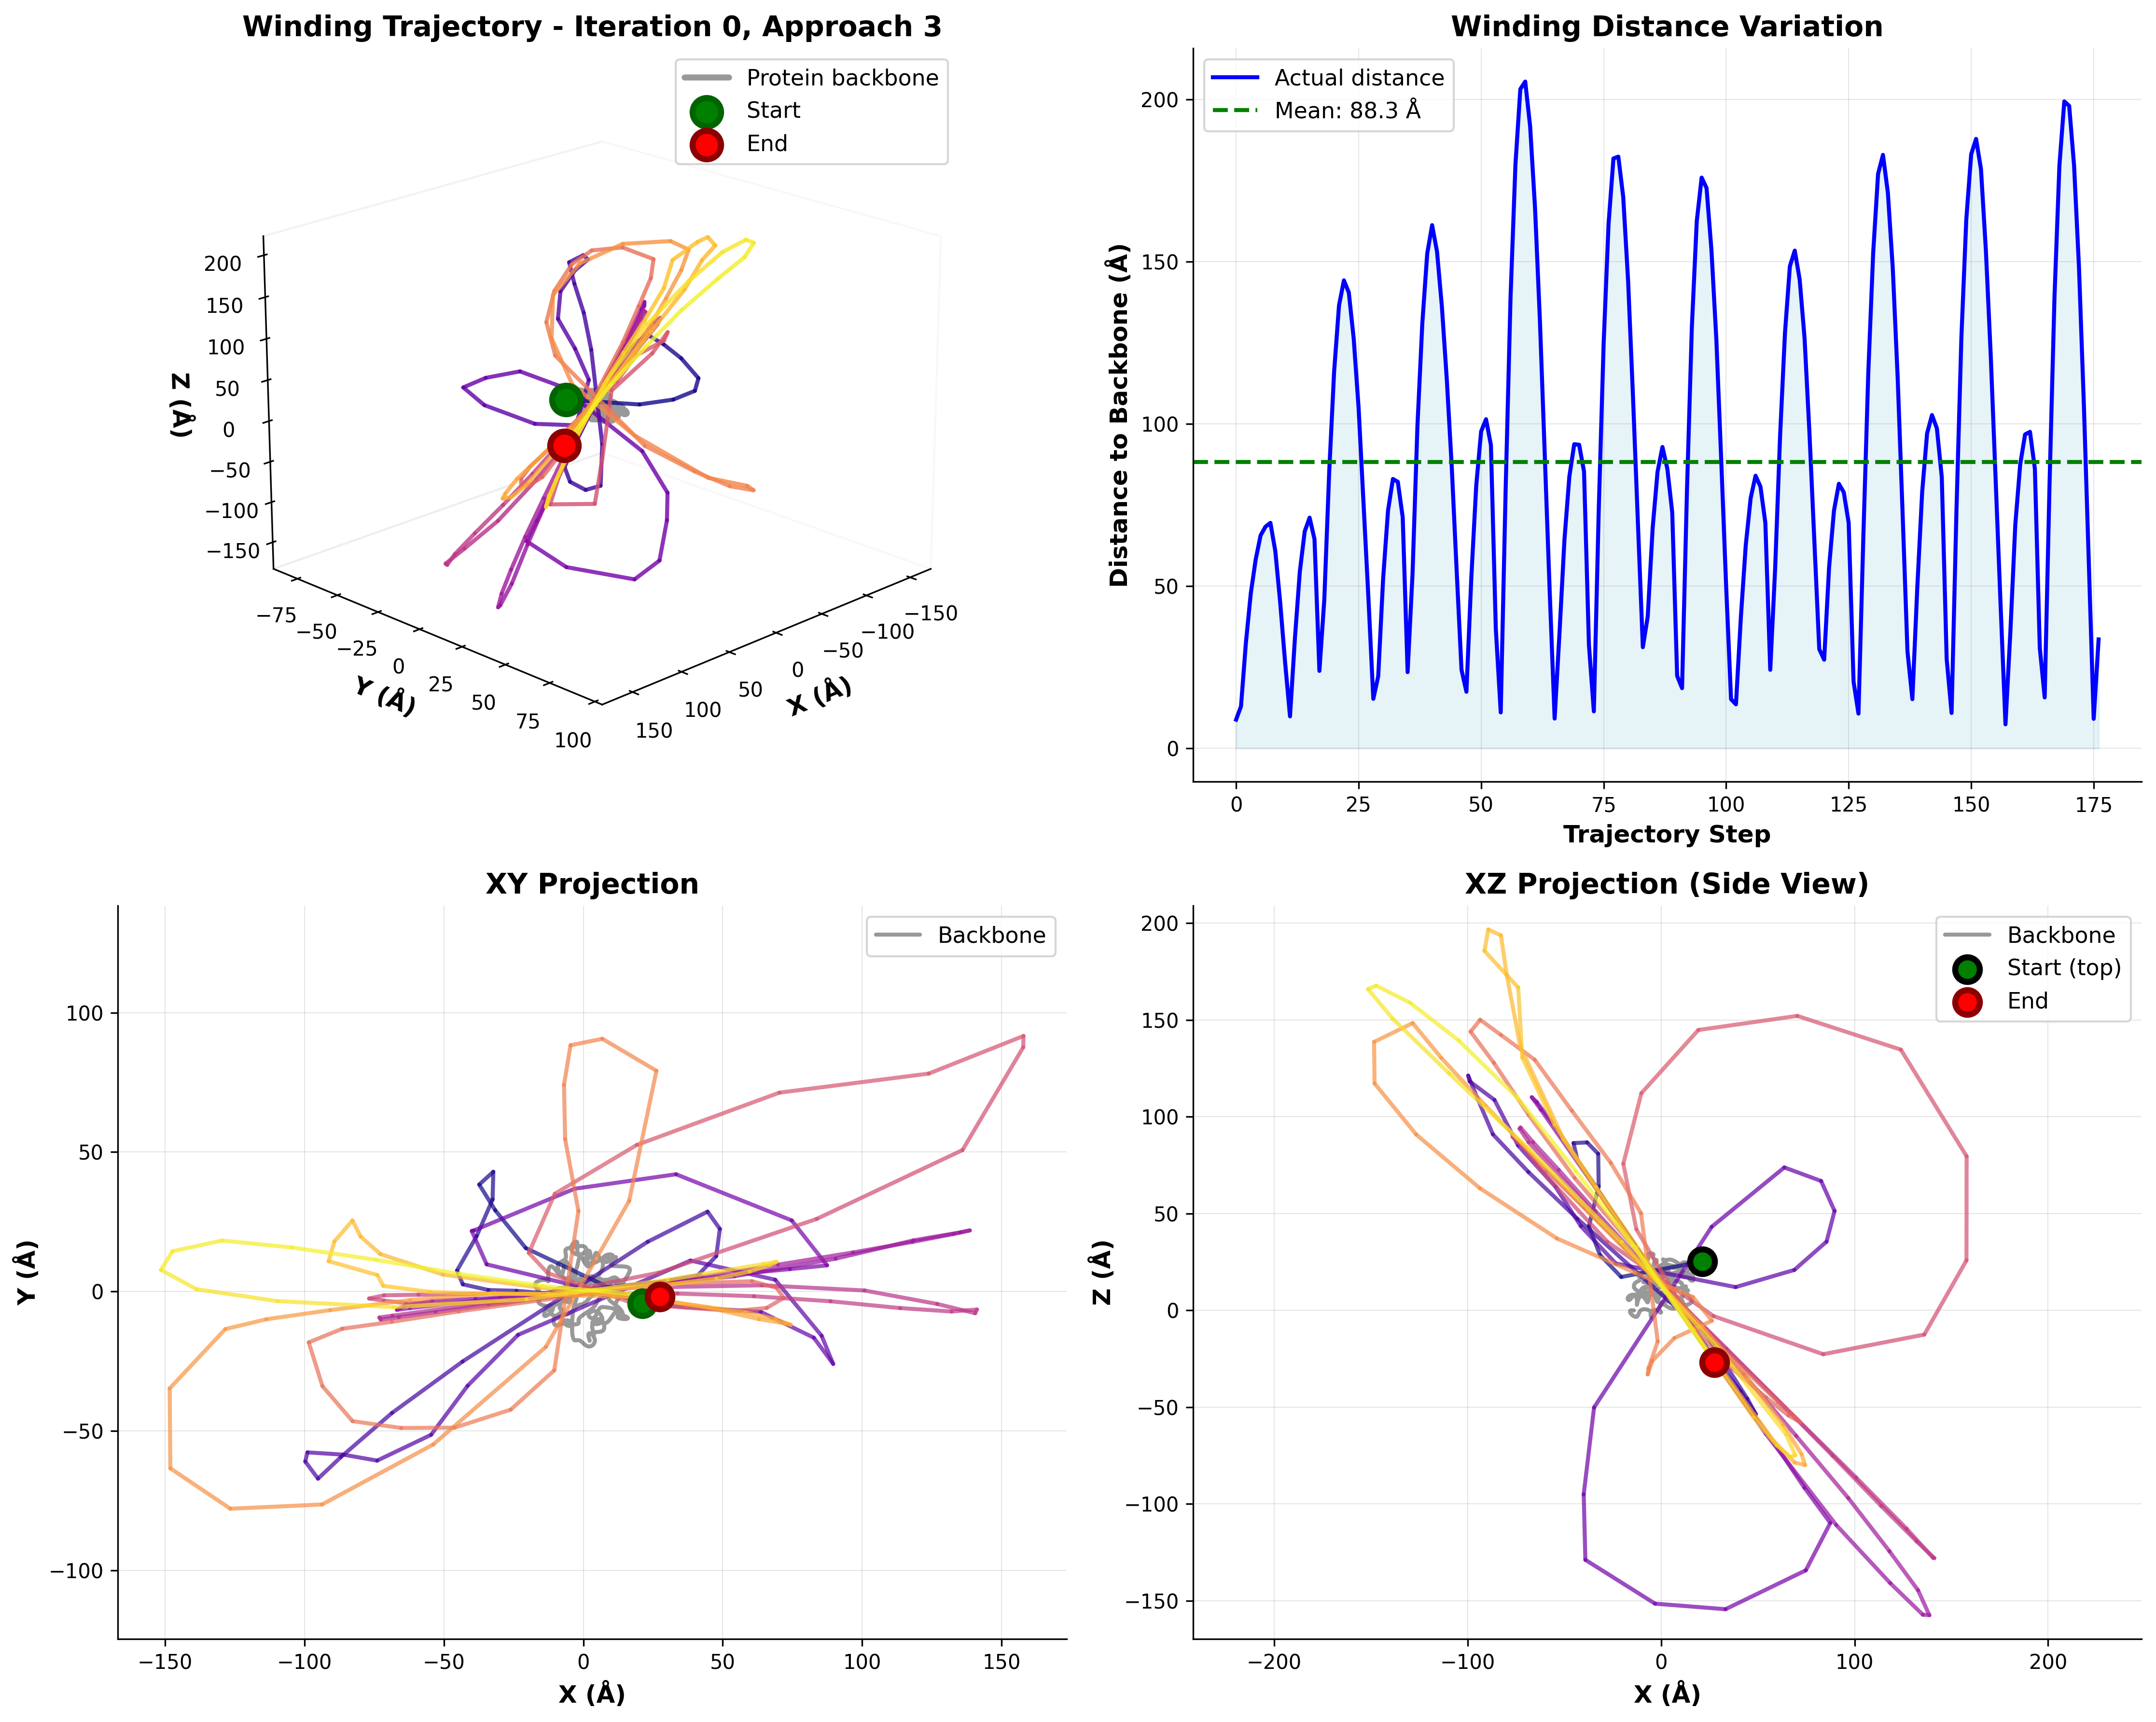 Winding Trajectory - Iteration 0, Approach 3
Protein backbone
Start
End
200
150
100
50
0
−50
−100
−150
Z (Å)
−75
−50
−25
0
25
50
75
100
Y (Å)
150
100
50
0
−50
−100
−150
X (Å)
Winding Distance Variation
Actual distance
Mean: 88.3 Å
200
150
100
50
0
Distance to Backbone (Å)
0
25
50
75
100
125
150
175
Trajectory Step
XY Projection
Backbone
100
50
0
−50
−100
Y (Å)
−150
−100
−50
0
50
100
150
X (Å)
XZ Projection (Side View)
Backbone
Start (top)
End
200
150
100
50
0
−50
−100
−150
Z (Å)
−200
−100
0
100
200
X (Å)